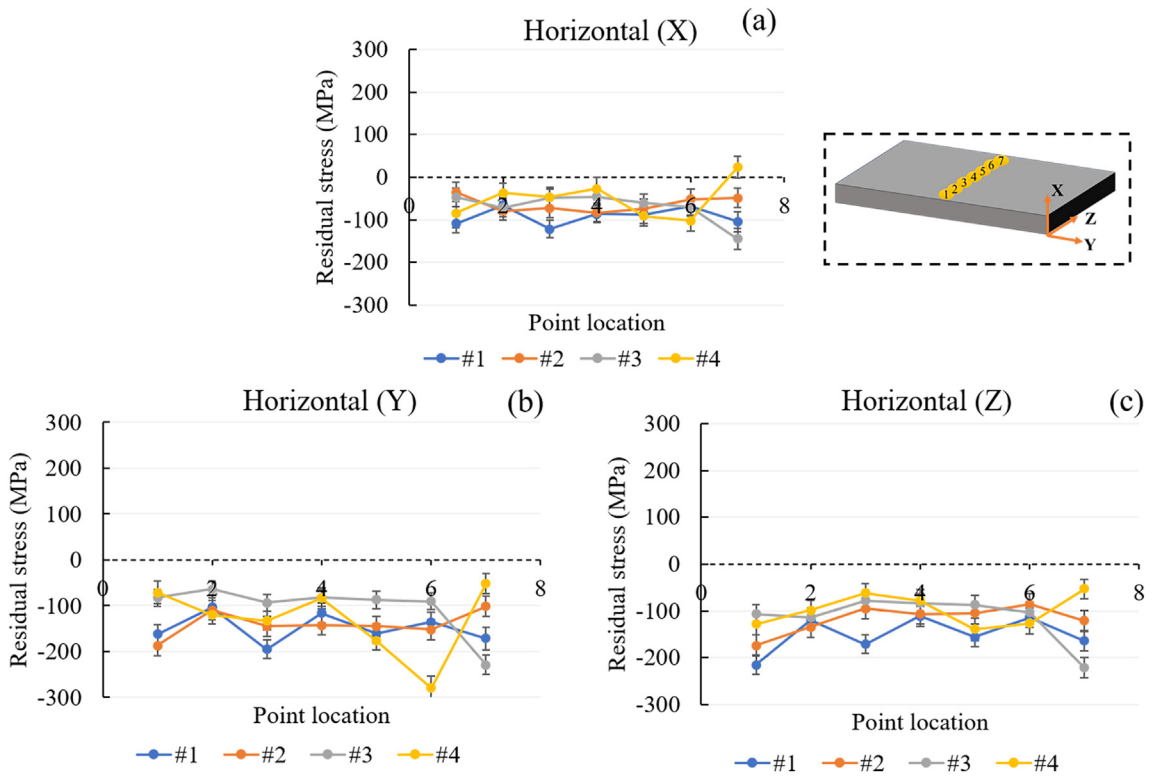 Horizontal (X)
(a)
Residual stress (MPa)
300
200
100
0
-100
-200
-300
0 2 4 6 8
Point location
#1 #2 #3 #4
1 2 3 4 5 6 7
X
Z
Y
Horizontal (Y)
(b)
Residual stress (MPa)
300
200
100
0
-100
-200
-300
0 2 4 6 8
Point location
#1 #2 #3 #4
Horizontal (Z)
(c)
Residual stress (MPa)
300
200
100
0
-100
-200
-300
0 2 4 6 8
Point location
#1 #2 #3 #4